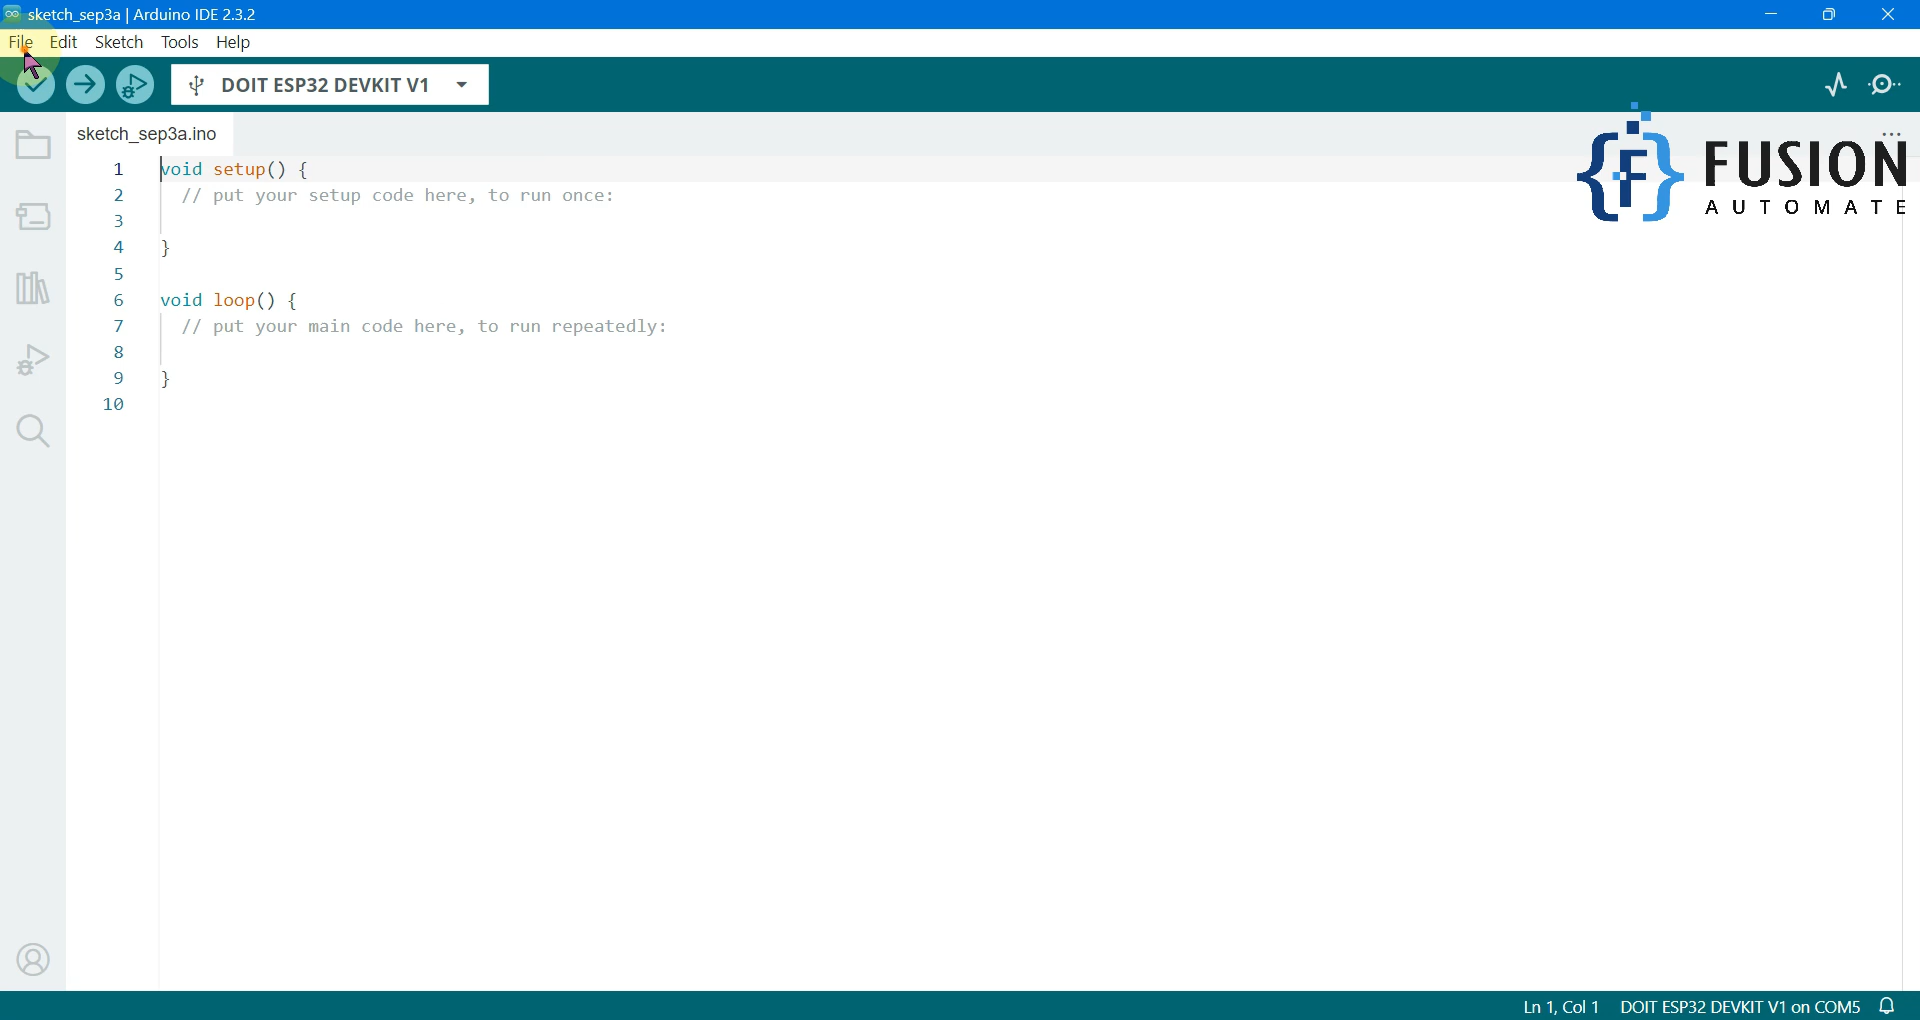 sketch_sep3a | Arduino IDE 2.3.2
File Edit Sketch Tools Help
DOIT ESP32 DEVKIT V1
sketch_sep3a.ino
FUSION
AUTOMATE
1 void setup() {
2 // put your setup code here, to run once:
3
4 }
5
6 void loop() {
7 // put your main code here, to run repeatedly:
8
9 }
10
Ln 1, Col 1 DOIT ESP32 DEVKIT V1 on COM5